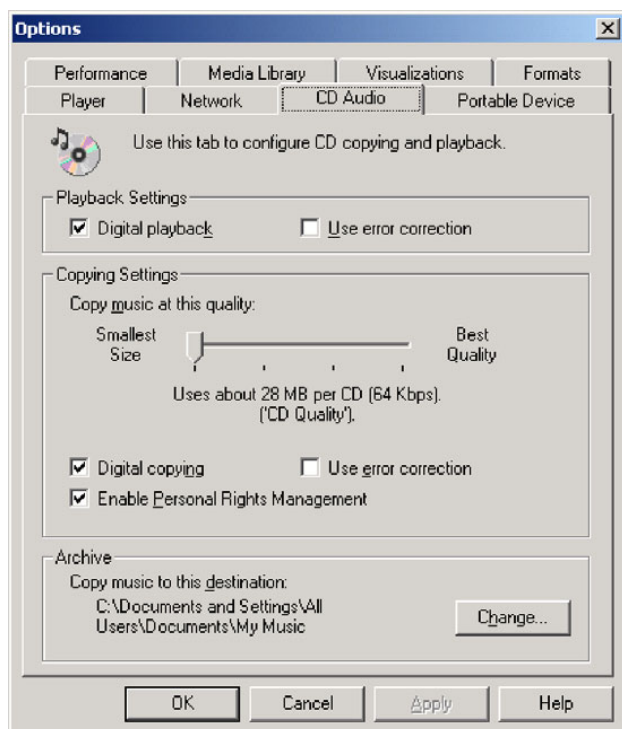 Options
Performance Media Library Visualizations Formats
Player Network CD Audio Portable Device
Use this tab to configure CD copying and playback.
Playback Settings
Digital playback Use error correction
Copying Settings
Copy music at this quality:
Smallest Size
Best Quality
Uses about 28 MB per CD (64 Kbps).
('CD Quality').
Digital copying Use error correction
Enable Personal Rights Management
Archive
Copy music to this destination:
C:\Documents and Settings\All
Users\Documents\My Music
Change...
OK Cancel Apply Help